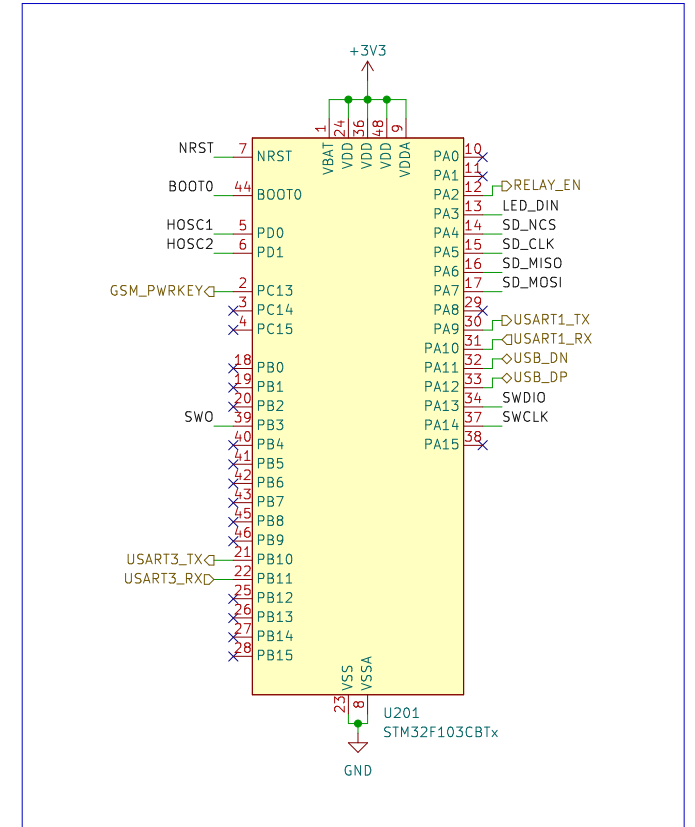 +3V3
1 24 36 48 9
VBAT VDD VDD VDD VDDA
NRST 7 NRST
BOOT0 44 BOOT0
HOSC1 5 PD0
HOSC2 6 PD1
GSM_PWRKEY 2 PC13
3 PC14
4 PC15
18 PB0
19 PB1
20 PB2
SWO 39 PB3
40 PB4
41 PB5
42 PB6
43 PB7
45 PB8
46 PB9
USART3_TX 21 PB10
USART3_RX 22 PB11
25 PB12
26 PB13
27 PB14
28 PB15
PA0 10
PA1 11
PA2 12 RELAY_EN
PA3 13 LED_DIN
PA4 14 SD_NCS
PA5 15 SD_CLK
PA6 16 SD_MISO
PA7 17 SD_MOSI
PA8 29
PA9 30 USART1_TX
PA10 31 USART1_RX
PA11 32 USB_DN
PA12 33 USB_DP
PA13 34 SWDIO
PA14 37 SWCLK
PA15 38
VSS VSSA
23 8
U201
STM32F103CBTx
GND